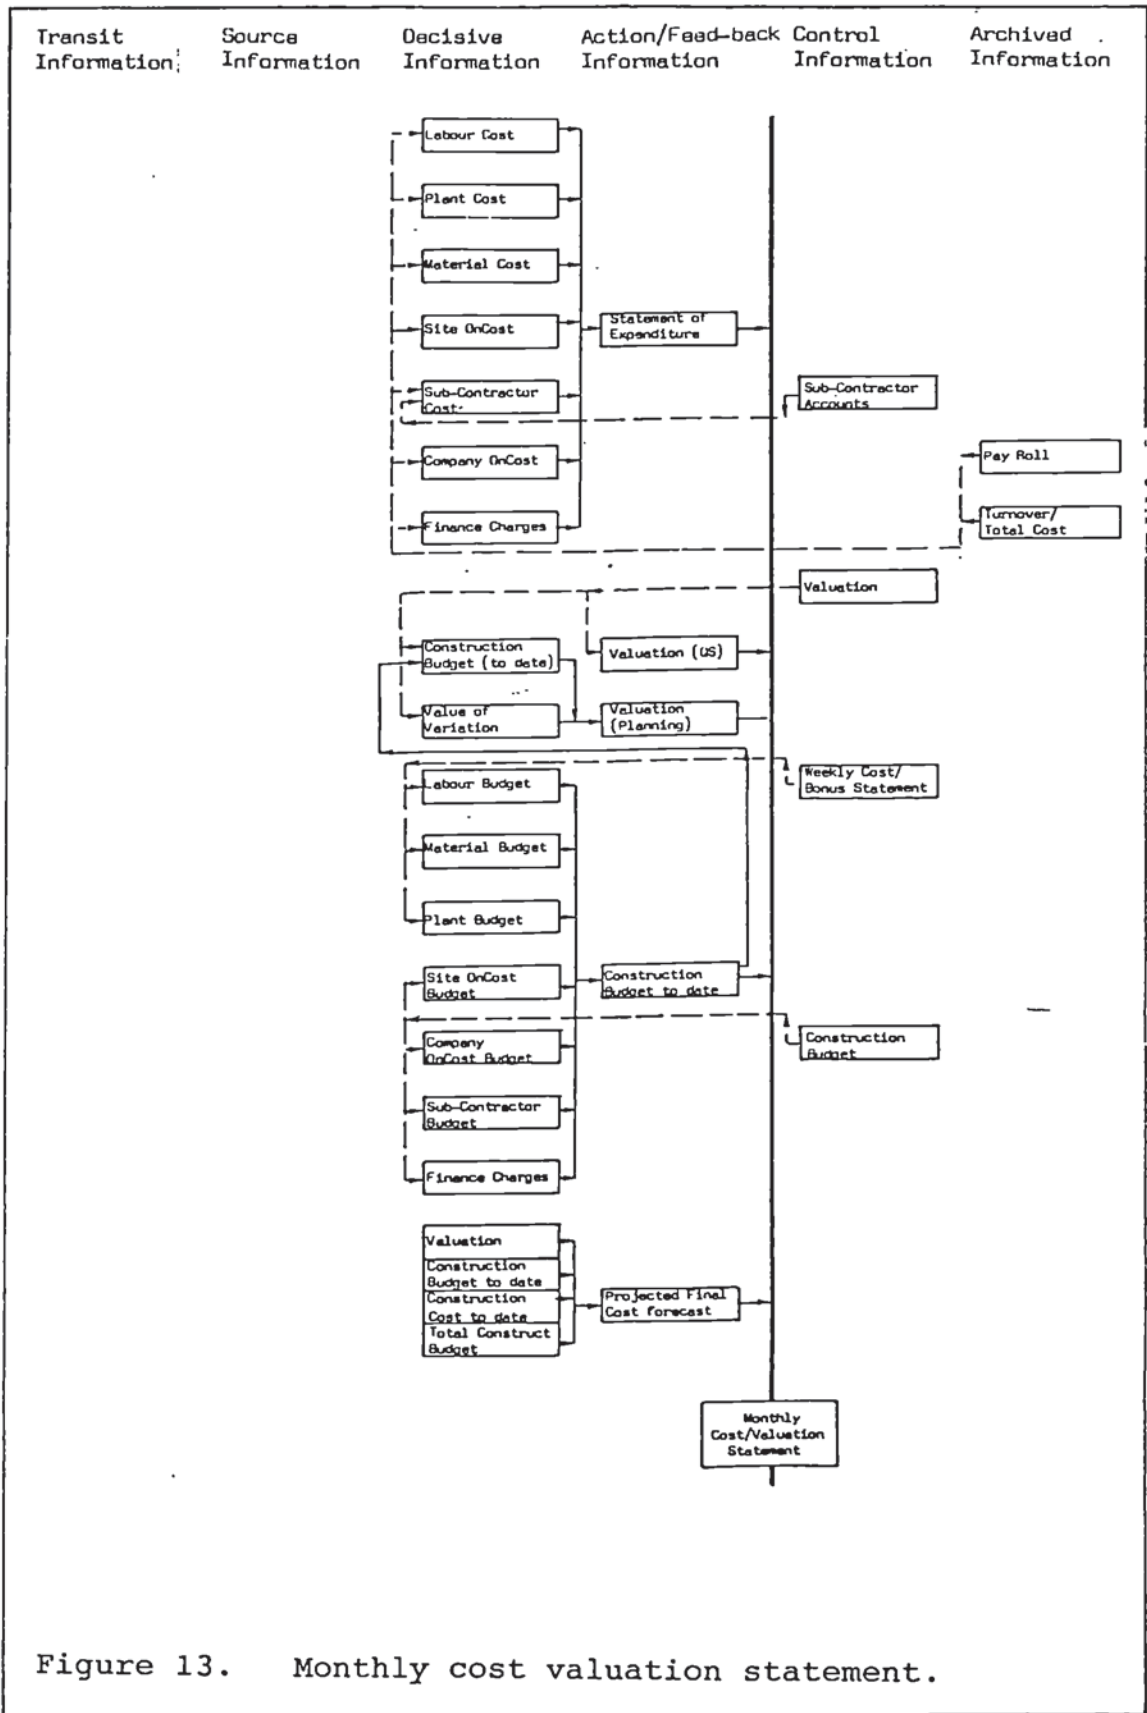 Transit Information
Source Information
Decisive Information
Action/Feed-back Information
Control Information
Archived Information
Labour Cost
Plant Cost
Material Cost
Site OnCost
Statement of
Expenditure
Sub-Contractor
Cost
Sub-Contractor
Accounts
Company OnCost
Pay Roll
Finance Charges
Turnover/
Total Cost
Valuation
Construction
Budget (to date)
Valuation (QS)
Value of
Variation
Valuation
(Planning)
Labour Budget
Weekly Cost/
Bonus Statement
Material Budget
Plant Budget
Site OnCost
Budget
Construction
Budget to date
Company
OnCost Budget
Construction
Budget
Sub-Contractor
Budget
Finance Charges
Valuation
Construction
Budget to date
Construction
Cost to date
Total Construct
Budget
Projected Final
Cost forecast
Monthly
Cost/Valuation
Statement
Figure 13. Monthly cost valuation statement.